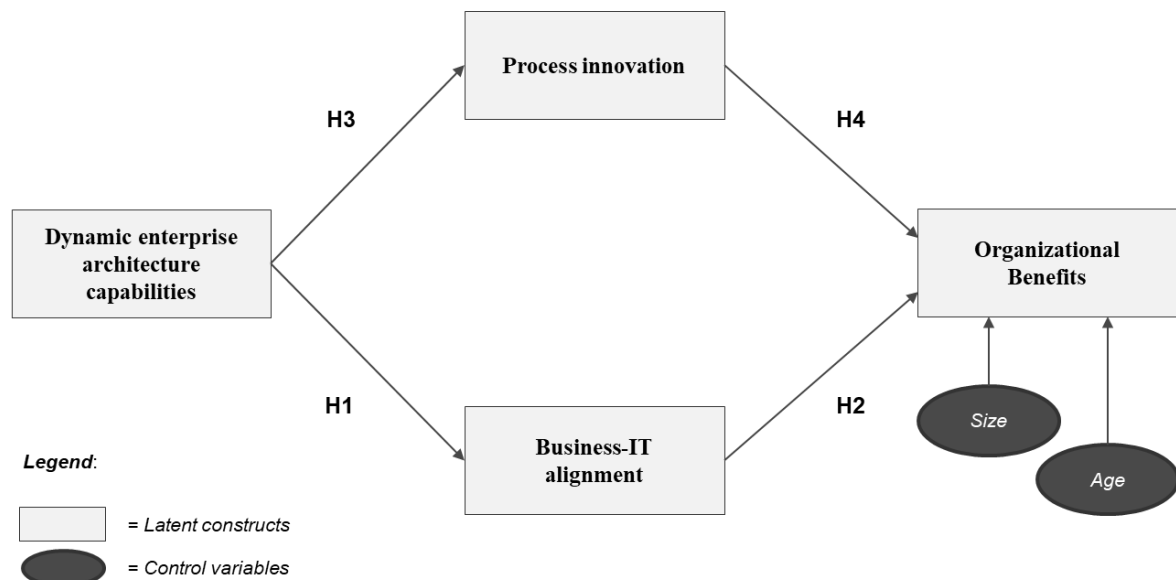 Process innovation
H3
H4
Dynamic enterprise
architecture
capabilities
Organizational
Benefits
H1
H2
Size
Business-IT
alignment
Age
Legend:
= Latent constructs
= Control variables